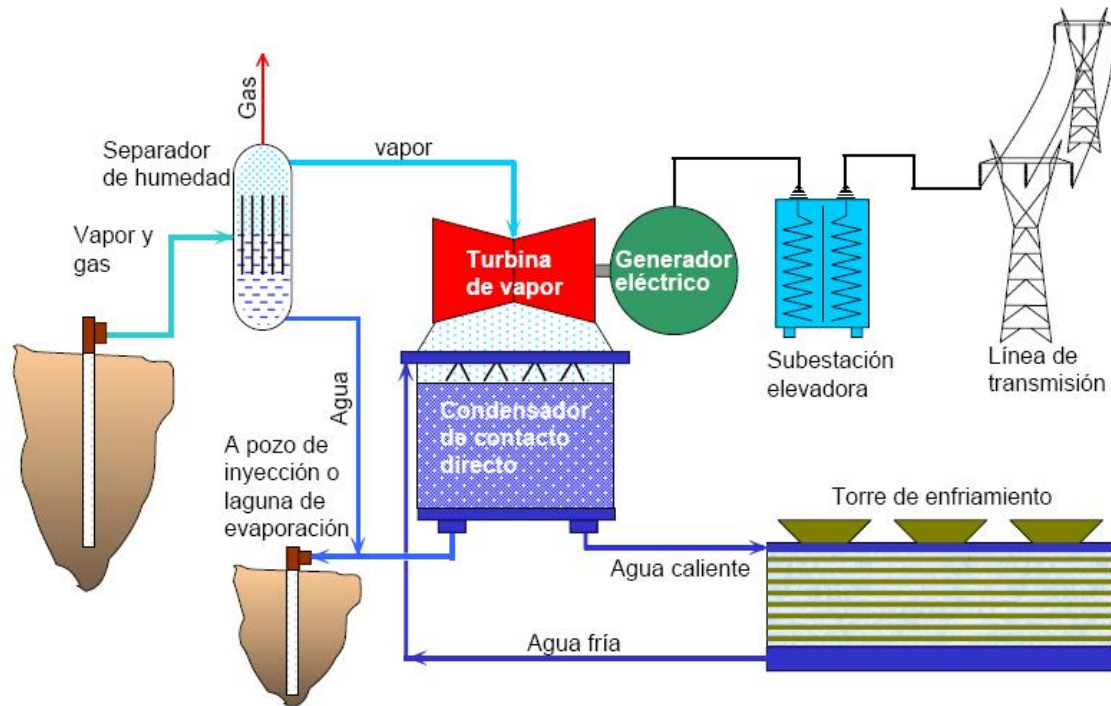 Gas
Separador
de humedad
vapor
Vapor y
gas
Turbina
de vapor
Generador
eléctrico
Subestación
elevadora
Línea de
transmisión
Agua
Condensador
de contacto
directo
A pozo de
inyección o
laguna de
evaporación
Torre de enfriamiento
Agua caliente
Agua fría